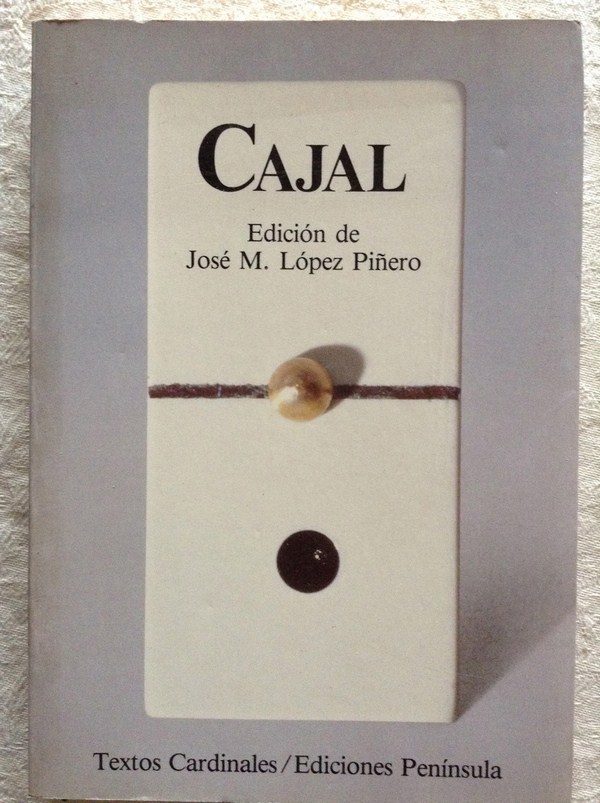 CAJAL
Edición de
José M. López Piñero
Textos Cardinales/Ediciones Península